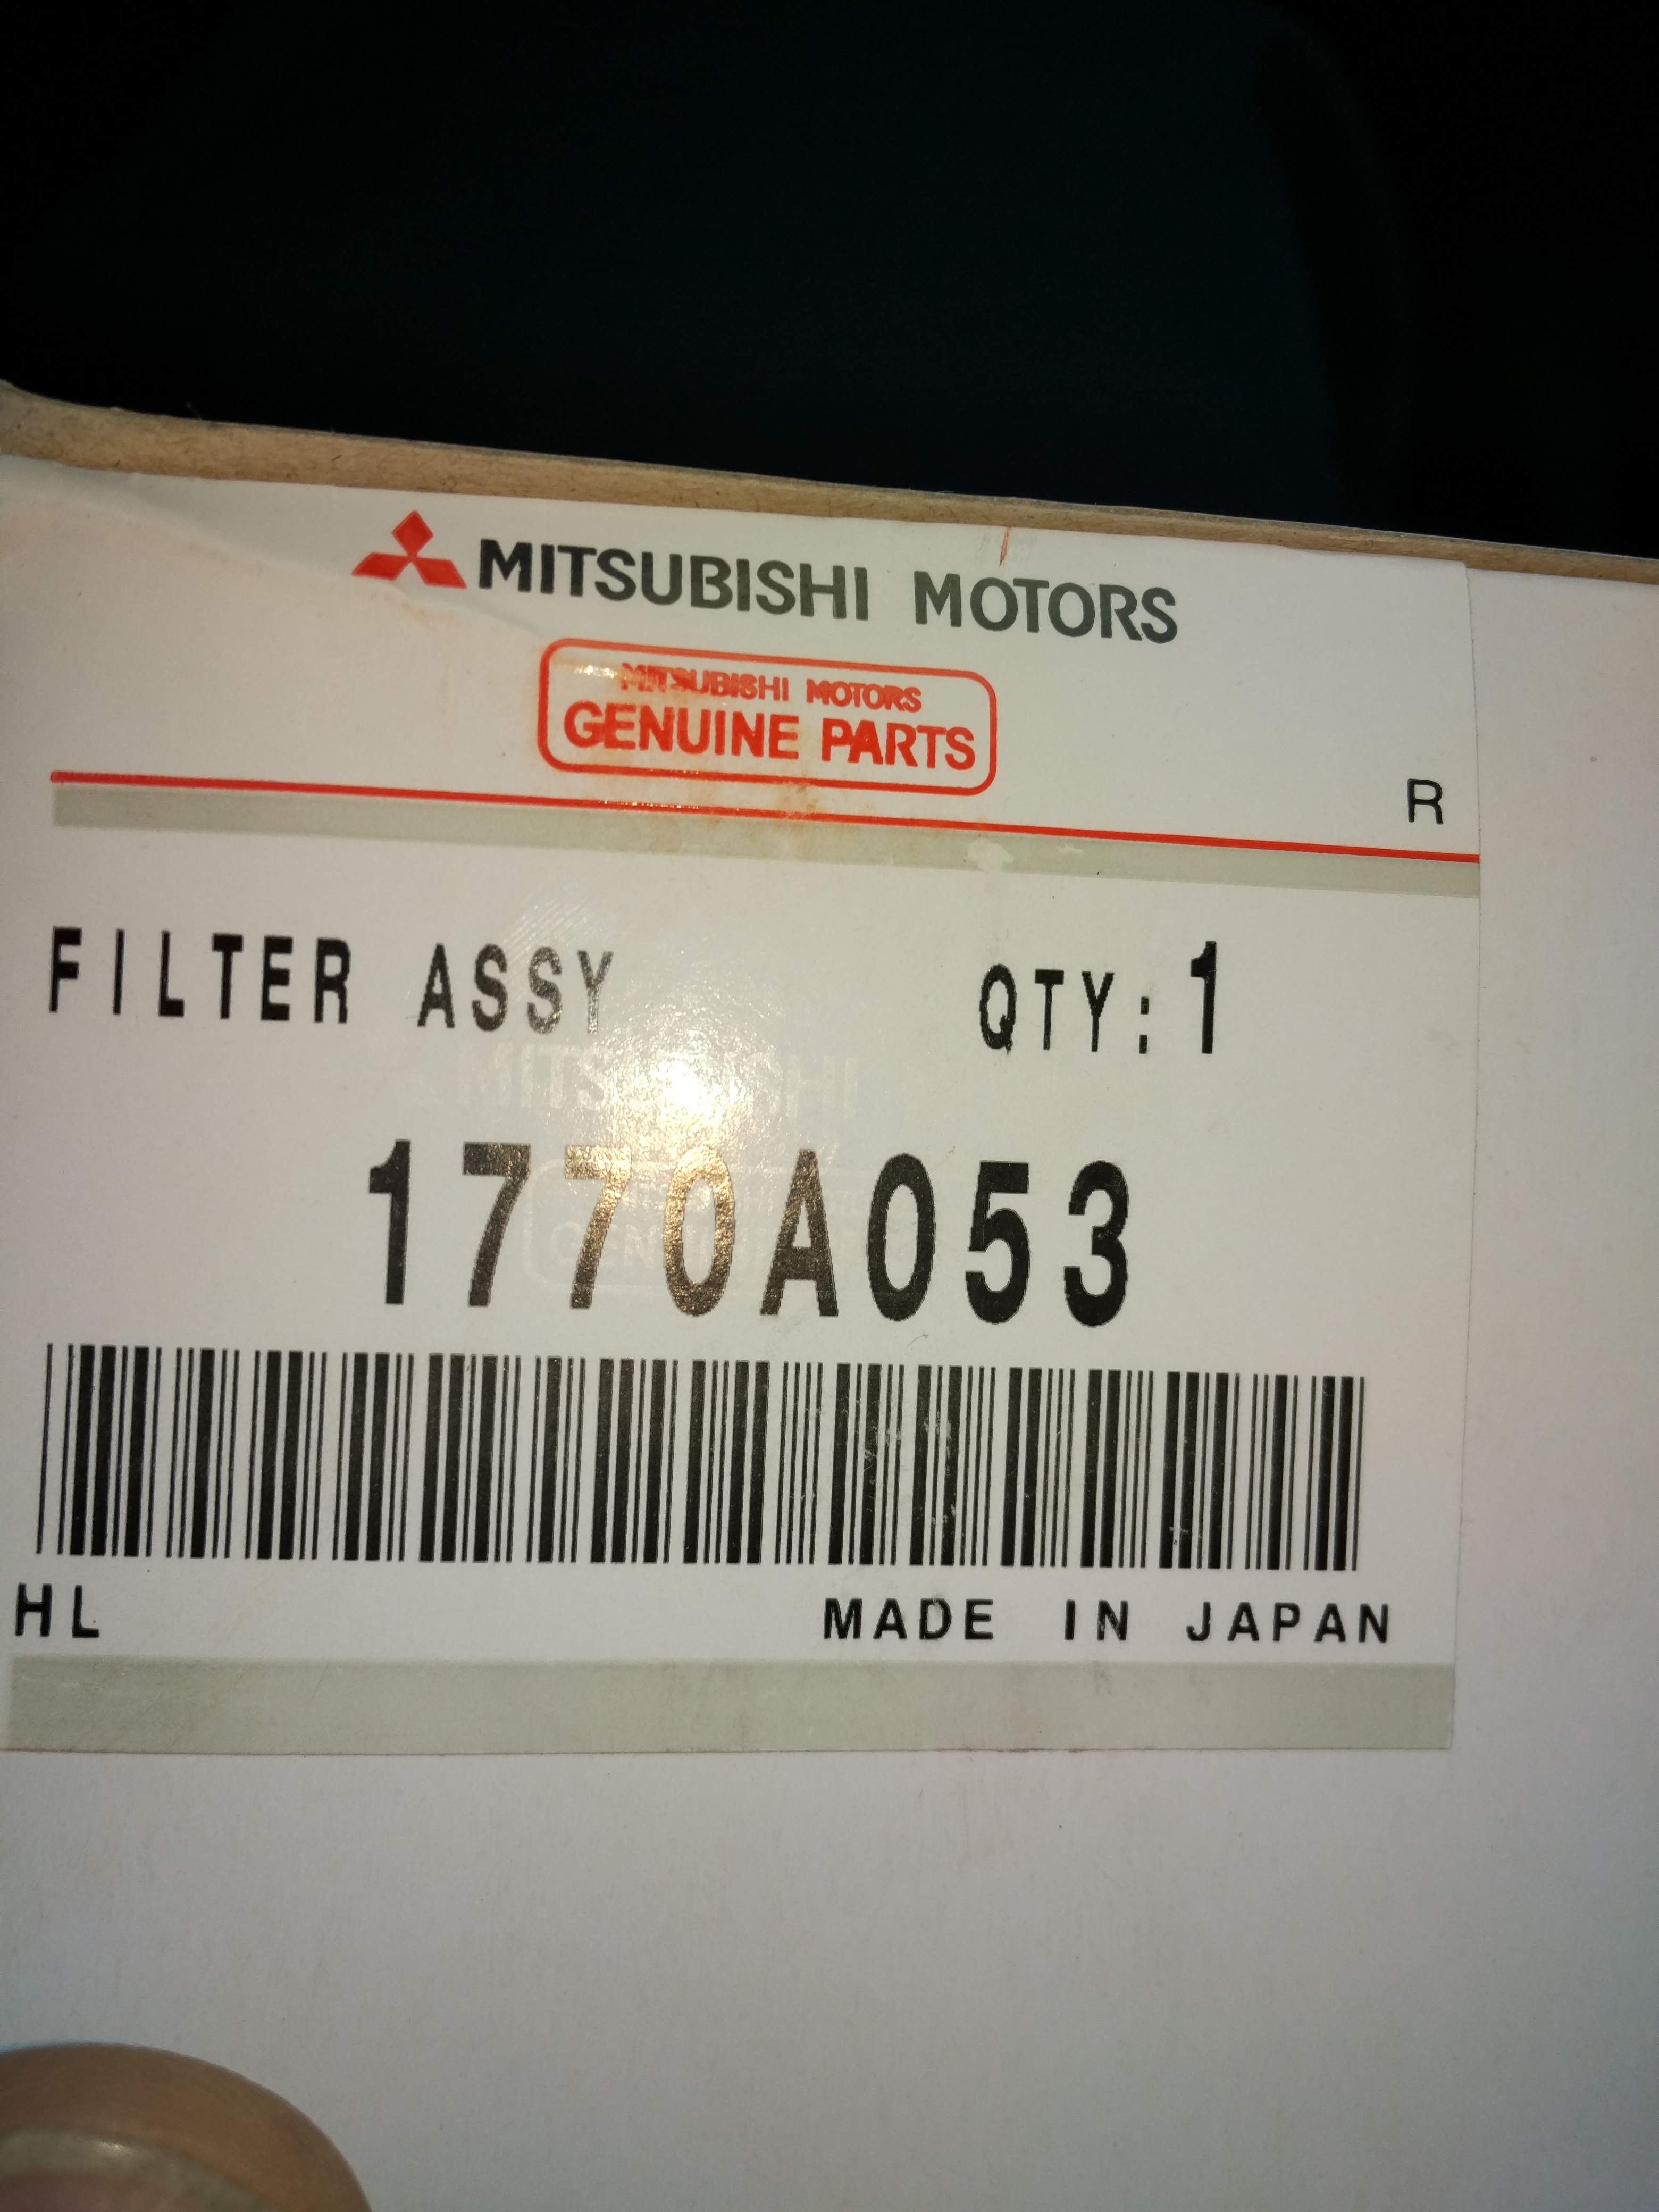 MITSUBISHI MOTORS
MITSUBISHI MOTORS
GENUINE PARTS
R
FILTER ASSY QTY: 1
1770A053
HL MADE IN JAPAN